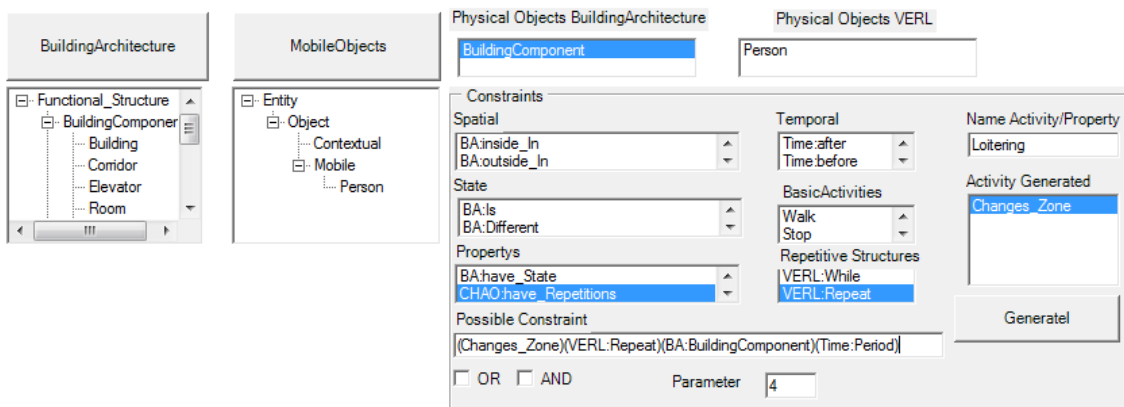 BuildingArchitecture
MobileObjects
Physical Objects BuildingArchitecture
Physical Objects VERL
BuildingComponent
Person
Functional_Structure
BuildingComponer
Building
Corridor
Elevator
Room
Entity
Object
Contextual
Mobile
Person
Constraints
Spatial
Temporal
Name Activity/Property
BA:inside_In
BA:outside_In
Time:after
Time:before
Loitering
State
BasicActivities
Activity Generated
BA:Is
BA:Different
Walk
Stop
Changes_Zone
Propertys
Repetitive Structures
BA:have_State
CHAO:have_Repetitions
VERL:While
VERL:Repeat
Possible Constraint
Generatel
(Changes_Zone)(VERL:Repeat)(BA:BuildingComponent)(Time:Period)
OR
AND
Parameter
4